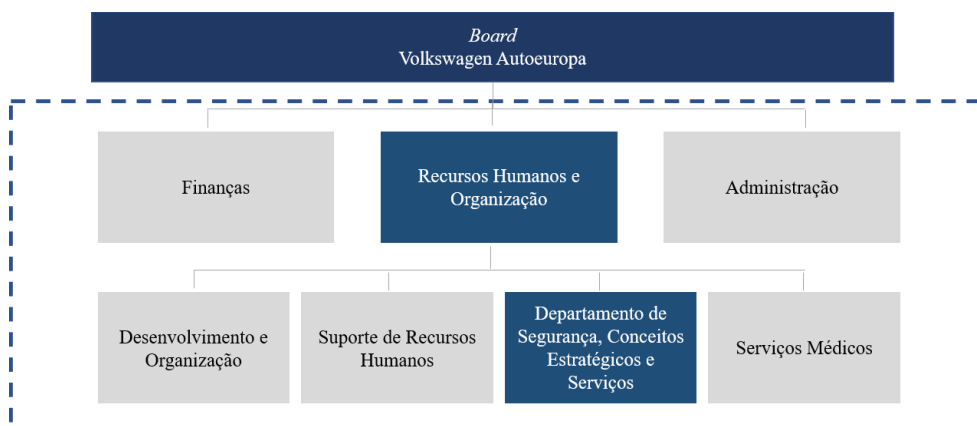 Board
Volkswagen Autoeuropa
Finanças
Recursos Humanos e
Organização
Administração
Desenvolvimento e
Organização
Suporte de Recursos
Humanos
Departamento de
Segurança, Conceitos
Estratégicos e
Serviços
Serviços Médicos